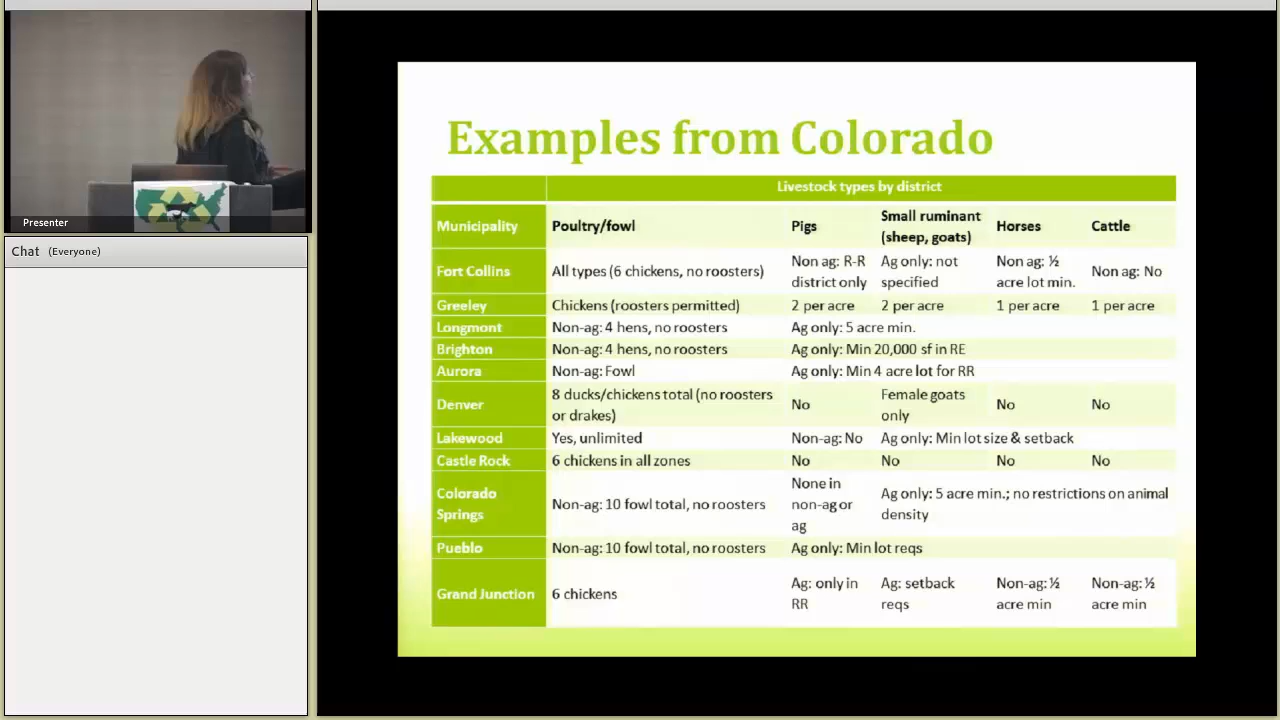 Presenter
Chat (Everyone)
Examples from Colorado
Livestock types by district
Municipality Poultry/fowl Pigs Small ruminant (sheep, goats) Horses Cattle
Fort Collins All types (6 chickens, no roosters) Non ag: R-R district only Ag only: not specified Non ag: ½ acre lot min. Non ag: No
Greeley Chickens (roosters permitted) 2 per acre 2 per acre 1 per acre 1 per acre
Longmont Non-ag: 4 hens, no roosters Ag only: 5 acre min.
Brighton Non-ag: 4 hens, no roosters Ag only: Min 20,000 sf in RE
Aurora Non-ag: Fowl Ag only: Min 4 acre lot for RR
Denver 8 ducks/chickens total (no roosters or drakes) No Female goats only No No
Lakewood Yes, unlimited Non-ag: No Ag only: Min lot size & setback
Castle Rock 6 chickens in all zones No No No No
Colorado Springs Non-ag: 10 fowl total, no roosters None in non-ag or ag Ag only: 5 acre min.; no restrictions on animal density
Pueblo Non-ag: 10 fowl total, no roosters Ag only: Min lot reqs
Grand Junction 6 chickens Ag: only in RR Ag: setback reqs Non-ag: ½ acre min Non-ag: ½ acre min